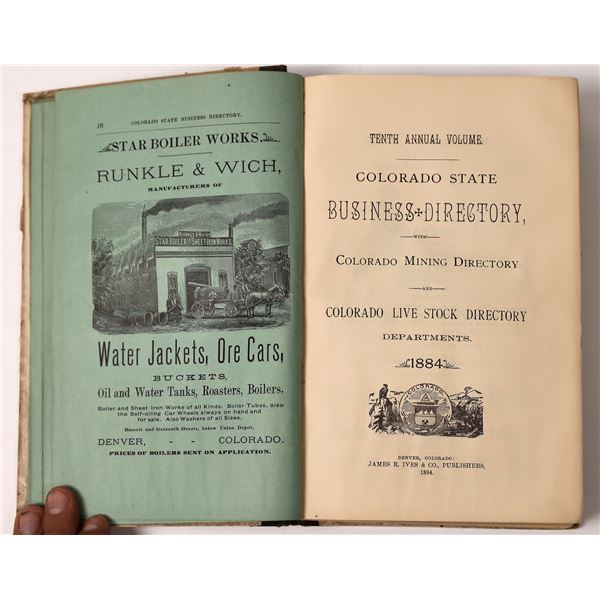 16 COLORADO STATE BUSINESS DIRECTORY.
STAR BOILER WORKS.
RUNKLE & WICH,
MANUFACTURERS OF
RUNKLE & WICH
STAR BOILER & SHEET IRON WORKS.
Water Jackets, Ore Cars,
BUCKETS,
Oil and Water Tanks, Roasters, Boilers,
Boiler and Sheet Iron Works of all Kinds. Boiler Tubes, also
the Self-oiling Car Wheels always on hand and
for sale. Also Washers of all Sizes.
Bassett and Sixteenth Streets, below Union Depot,
DENVER, - - COLORADO.
PRICES OF BOILERS SENT ON APPLICATION.
TENTH ANNUAL VOLUME.
COLORADO STATE
BUSINESS DIRECTORY,
WITH
COLORADO MINING DIRECTORY
AND
COLORADO LIVE STOCK DIRECTORY
DEPARTMENTS.
1884.
COLORADO
DENVER, COLORADO:
JAMES R. IVES & CO., PUBLISHERS,
1884.